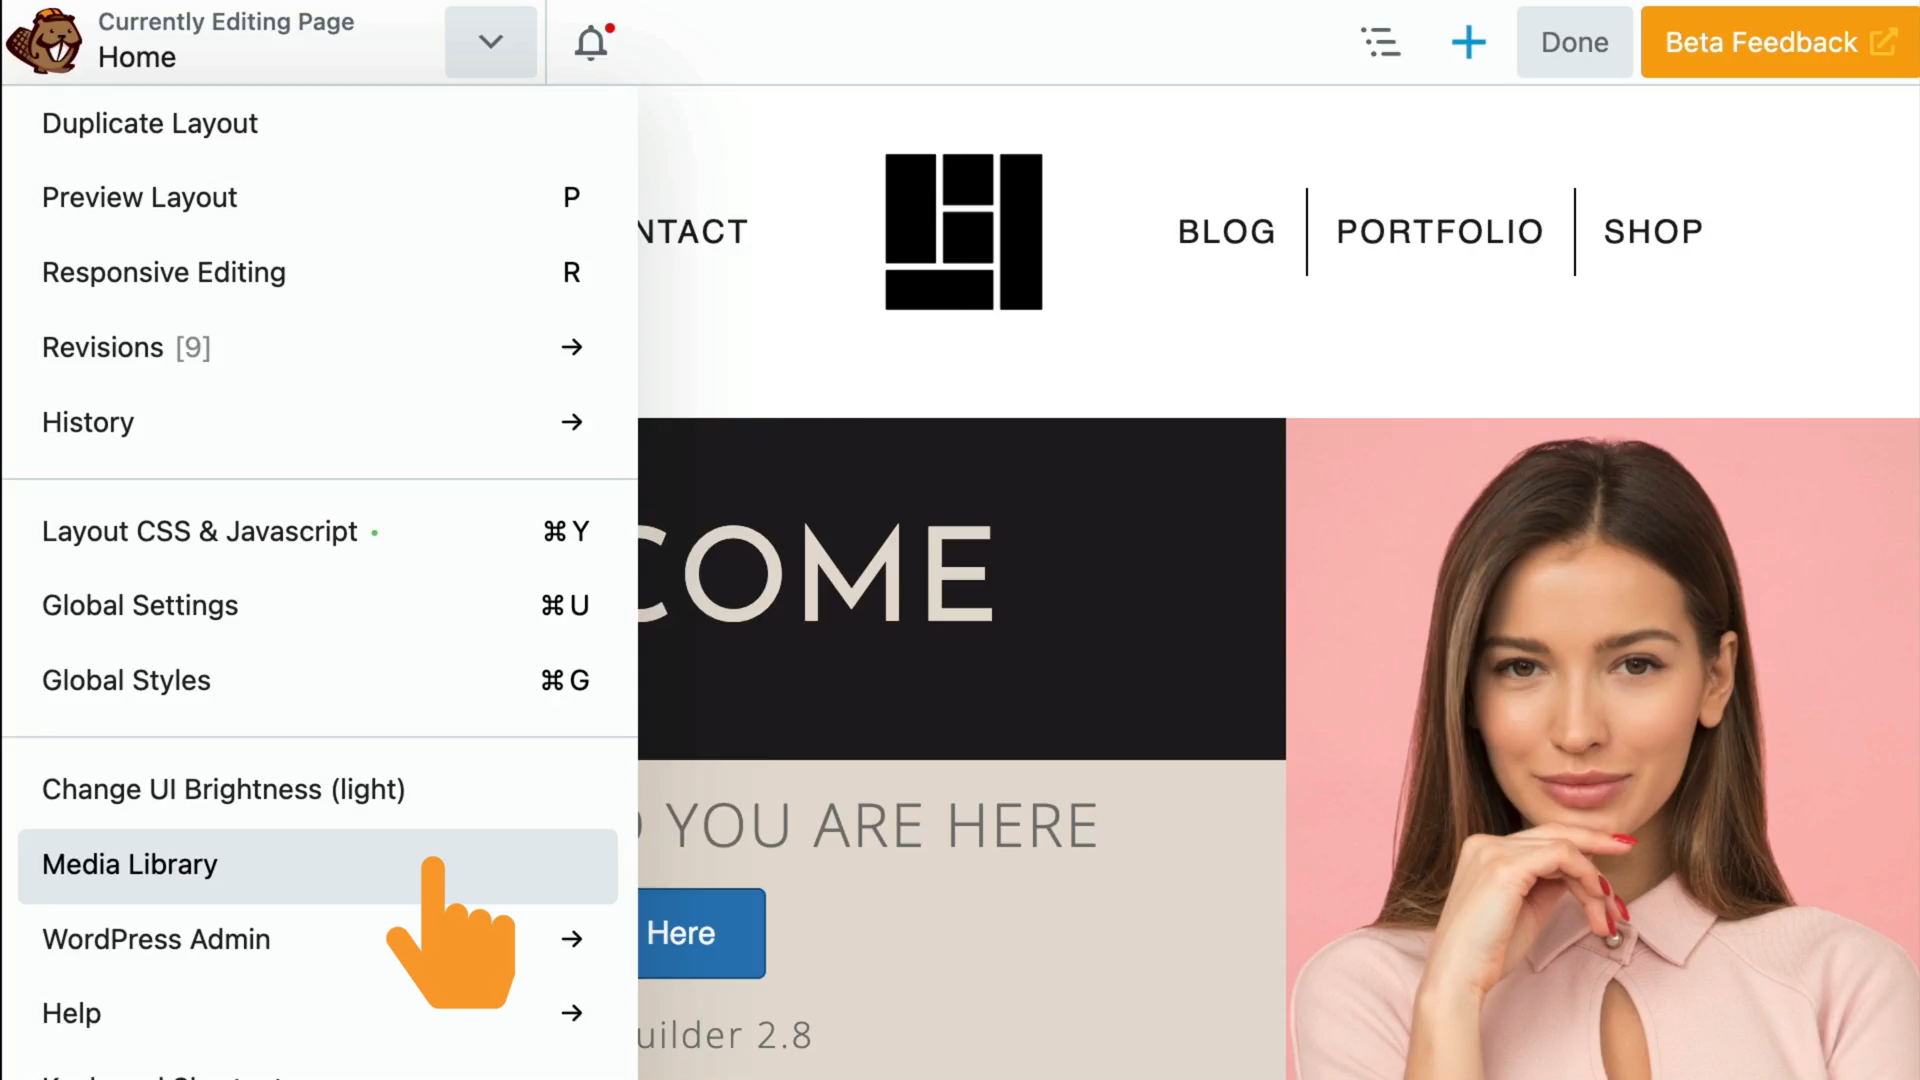 Currently Editing Page
Home
Done
Beta Feedback
Duplicate Layout
Preview Layout P
Responsive Editing R
Revisions [9]
History
Layout CSS & Javascript ⌘Y
Global Settings ⌘U
Global Styles ⌘G
Change UI Brightness (light)
Media Library
WordPress Admin
Help
NTACT
BLOG
PORTFOLIO
SHOP
COME
YOU ARE HERE
Here
uilder 2.8